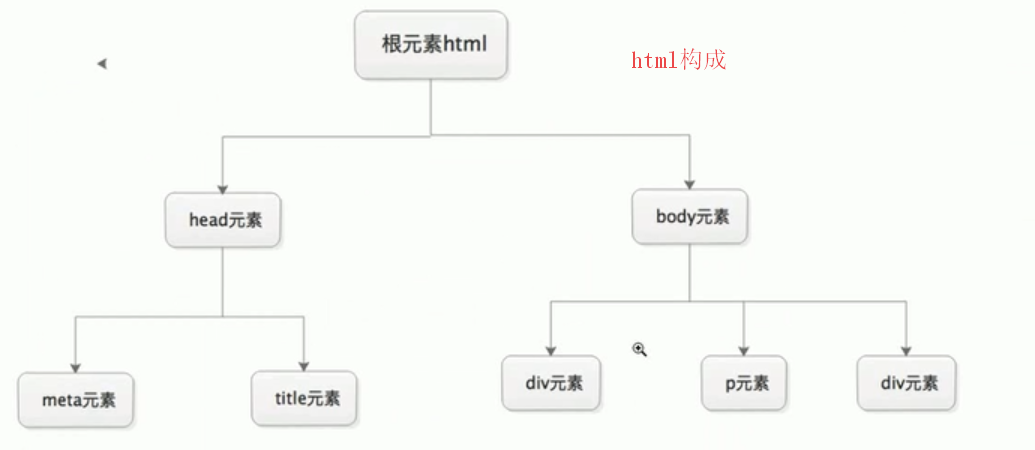 根元素html
html构成
head元素
body元素
meta元素
title元素
div元素
p元素
div元素